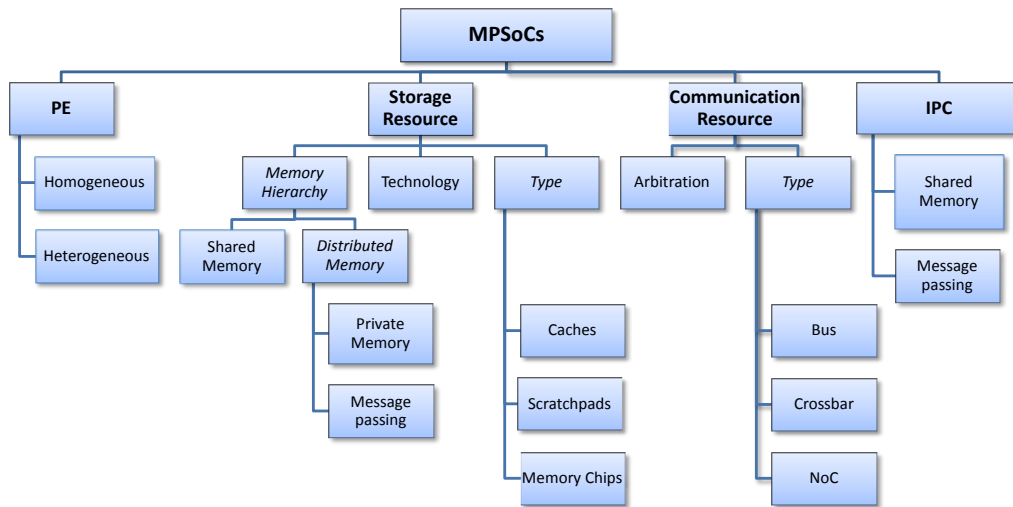 MPSoCs
PE
Storage
Resource
Communication
Resource
IPC
Homogeneous
Heterogeneous
Memory
Hierarchy
Technology
Type
Shared
Memory
Distributed
Memory
Private
Memory
Message
passing
Caches
Scratchpads
Memory Chips
Arbitration
Type
Bus
Crossbar
NoC
Shared
Memory
Message
passing